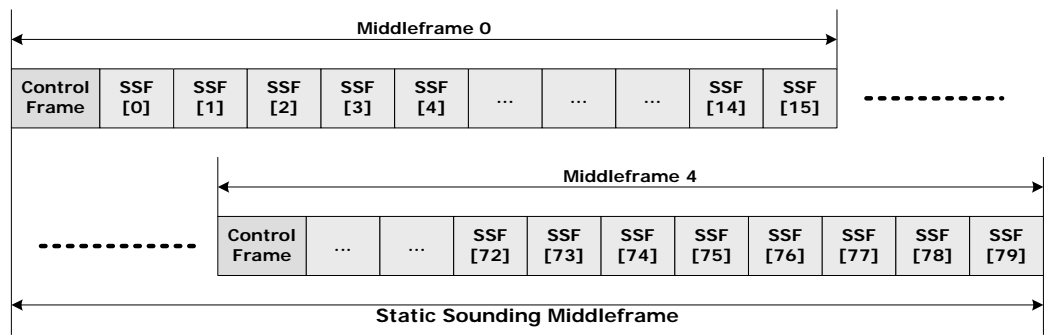 Middleframe 0
Control Frame SSF [0] SSF [1] SSF [2] SSF [3] SSF [4] ... ... ... SSF [14] SSF [15]
Middleframe 4
Control Frame ... ... SSF [72] SSF [73] SSF [74] SSF [75] SSF [76] SSF [77] SSF [78] SSF [79]
Static Sounding Middleframe